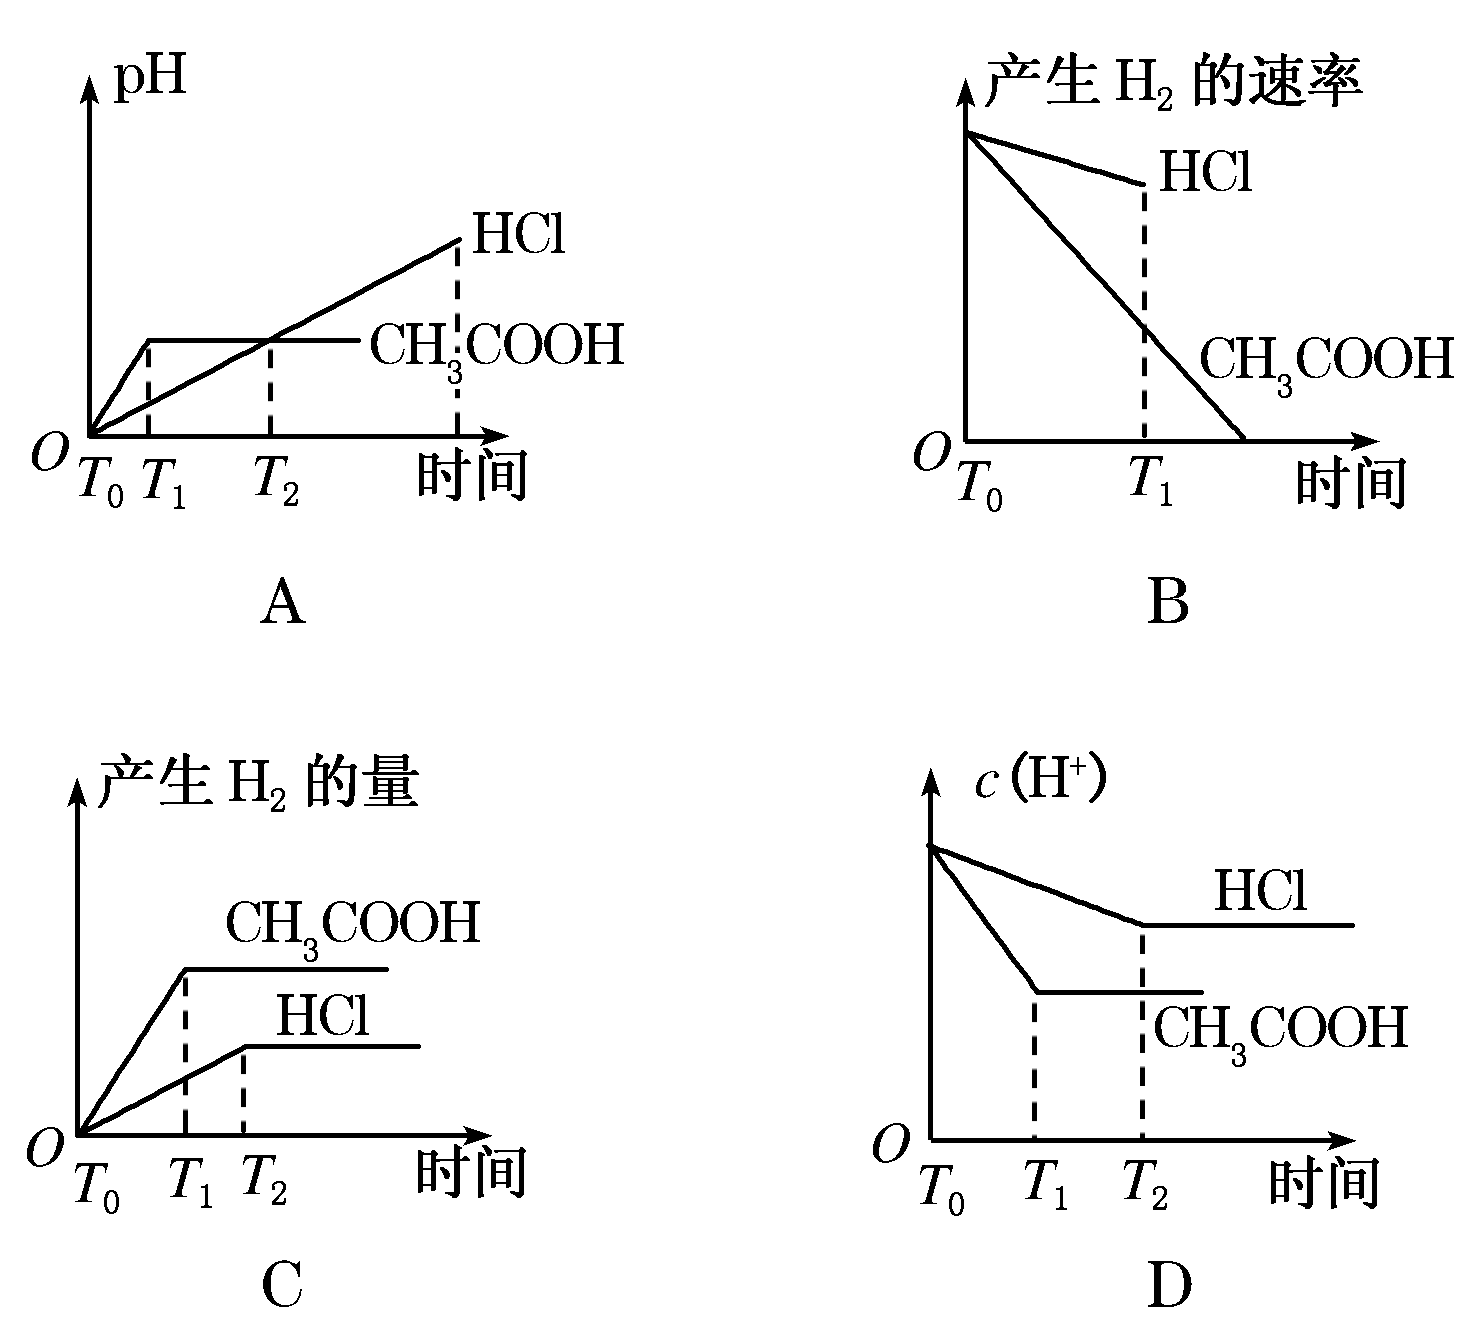 pH
HCl
CH₃COOH
O
T₀
T₁
T₂
时间
A
产生 H₂ 的速率
HCl
CH₃COOH
O
T₀
T₁
时间
B
产生 H₂ 的量
CH₃COOH
HCl
O
T₀
T₁
T₂
时间
C
c(H⁺)
HCl
CH₃COOH
O
T₀
T₁
T₂
时间
D